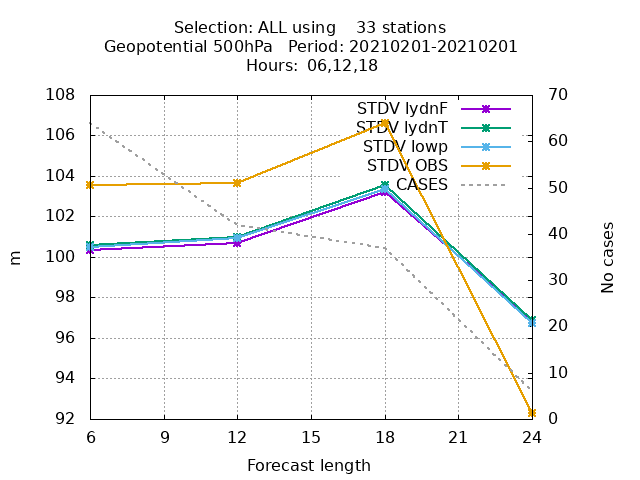 Selection: ALL using    33 stations
Geopotential 500hPa   Period: 20210201-20210201
Hours:  06,12,18
STDV lydnF
STDV lydnT
STDV lowp
STDV OBS
CASES
108
106
104
102
100
98
96
94
92
m
70
60
50
40
30
20
10
0
No cases
6 9 12 15 18 21 24
Forecast length